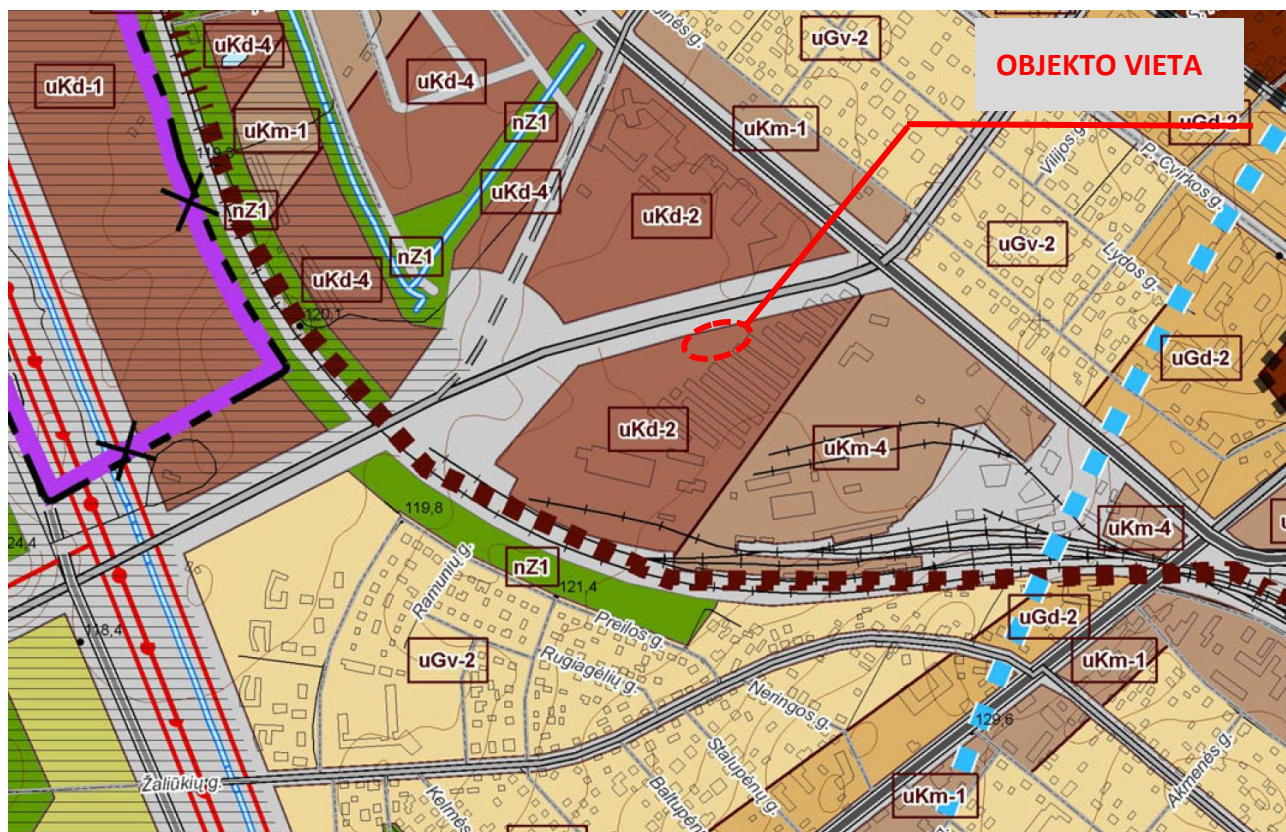 uGv-2
OBJEKTO VIETA
uKd-4
uKd-1
uKd-4
nZ1
uKm-1
uKm-1
uGd-2
Vilijos g.
P. Cvirkos g.
uKd-4
nZ1
uKd-2
uGv-2
Lydos g.
nZ1
uKd-4
120,1
uGd-2
uKd-2
uKm-4
119,8
uKm-4
nZ1
121,4
Ramunių g.
Preilos g.
118,4
uGd-2
uGv-2
Rugiagėlių g.
uKm-1
Neringos g.
129,6
Stalupėnų g.
Akmenės g.
Žaliūkių g.
uKm-1